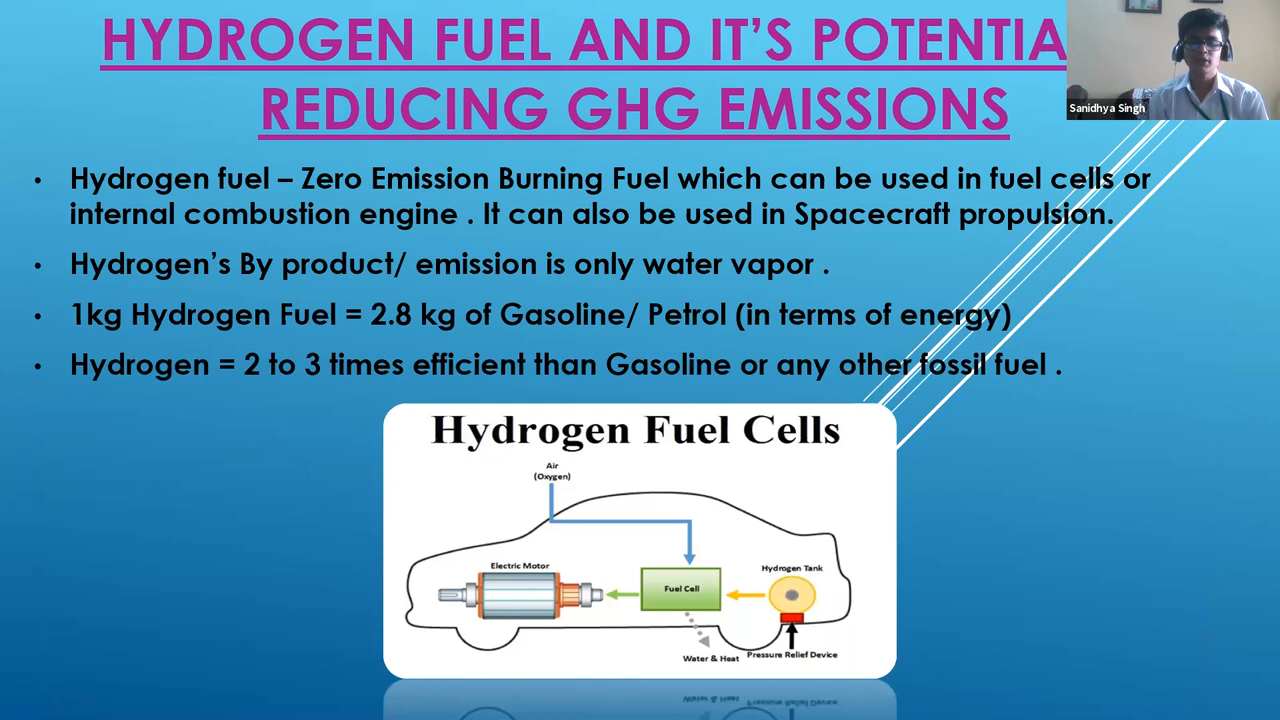 HYDROGEN FUEL AND IT'S POTENTIA
REDUCING GHG EMISSIONS
Sanidhya Singh
• Hydrogen fuel – Zero Emission Burning Fuel which can be used in fuel cells or
internal combustion engine . It can also be used in Spacecraft propulsion.
• Hydrogen's By product/ emission is only water vapor .
• 1kg Hydrogen Fuel = 2.8 kg of Gasoline/ Petrol (in terms of energy)
• Hydrogen = 2 to 3 times efficient than Gasoline or any other fossil fuel .
Hydrogen Fuel Cells
Air
(Oxygen)
Electric Motor
Fuel Cell
Hydrogen Tank
Water & Heat
Pressure Relief Device